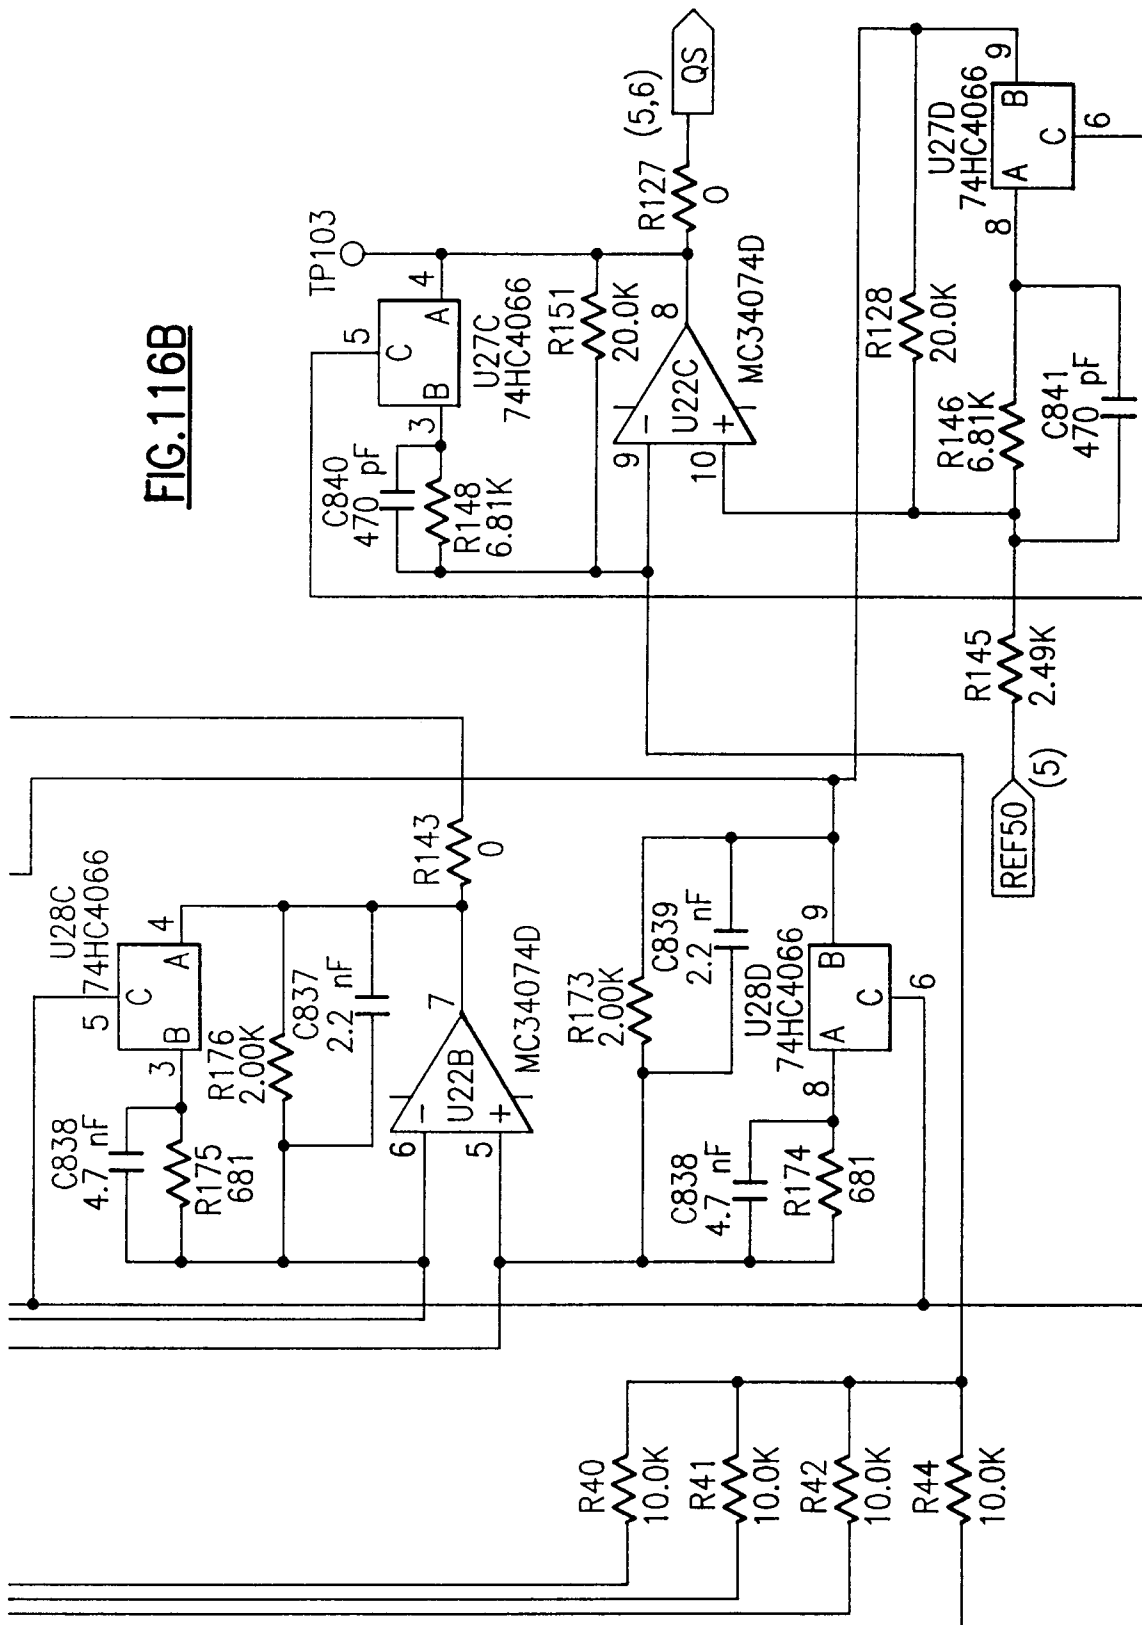 FIG.116B
TP103
5
C
B
A
3
4
U27C
74HC4066
C840
470 pF
R148
6.81K
R151
20.0K
9
10
-
+
U22C
8
MC34074D
R127
0
(5,6)
QS
R128
20.0K
R146
6.81K
C841
470 pF
U27D
74HC4066
8
A
B
C
9
6
R145
2.49K
REF50
(5)
U28C
74HC4066
5
C
B
A
3
4
C838
4.7 nF
R175
681
R176
2.00K
C837
2.2 nF
6
5
-
+
U22B
7
MC34074D
R143
0
R173
2.00K
C839
2.2 nF
U28D
74HC4066
8
A
B
C
9
6
C838
4.7 nF
R174
681
R40
10.0K
R41
10.0K
R42
10.0K
R44
10.0K